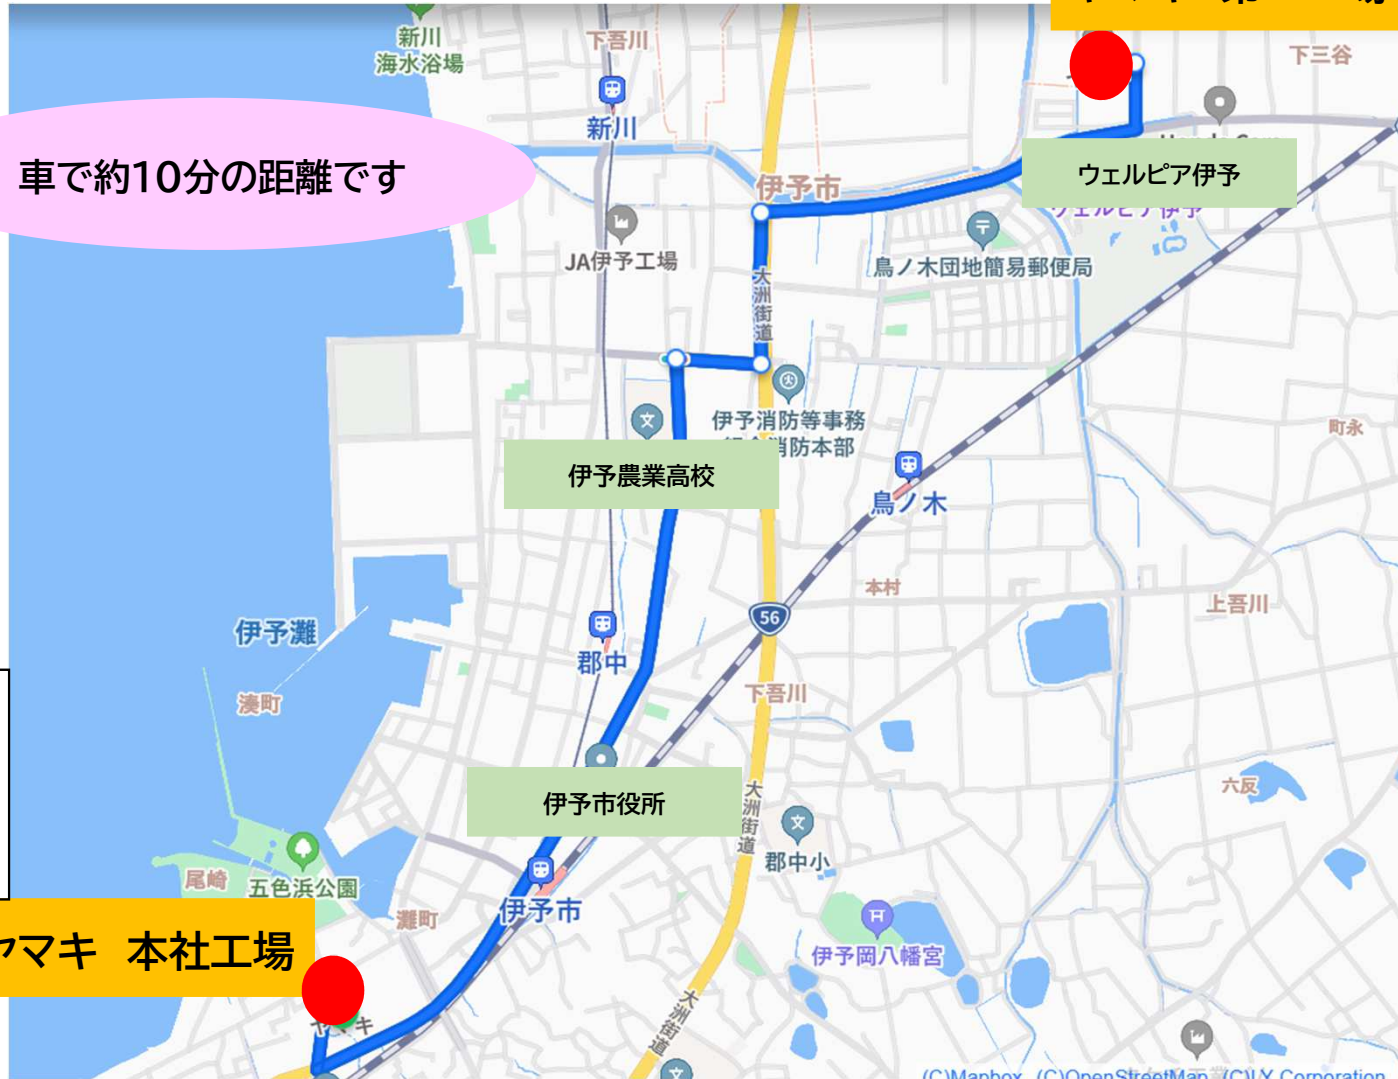 新川
海水浴場
下吾川
下三谷
新川
車で約10分の距離です
伊予市
ウェルピア伊予
JA伊予工場
鳥ノ木団地簡易郵便局
大洲街道
伊予消防等事務
消防本部
町永
伊予農業高校
鳥ノ木
本村
56
上吾川
伊予灘
郡中
湊町
下吾川
六反
伊予市役所
大洲街道
郡中小
尾崎
五色浜公園
灘町
伊予市
伊予岡八幡宮
ヤマキ 本社工場
ヤマキ
大洲街道
(C)Mapbox (C)OpenStreetMap (C)LY Corporation